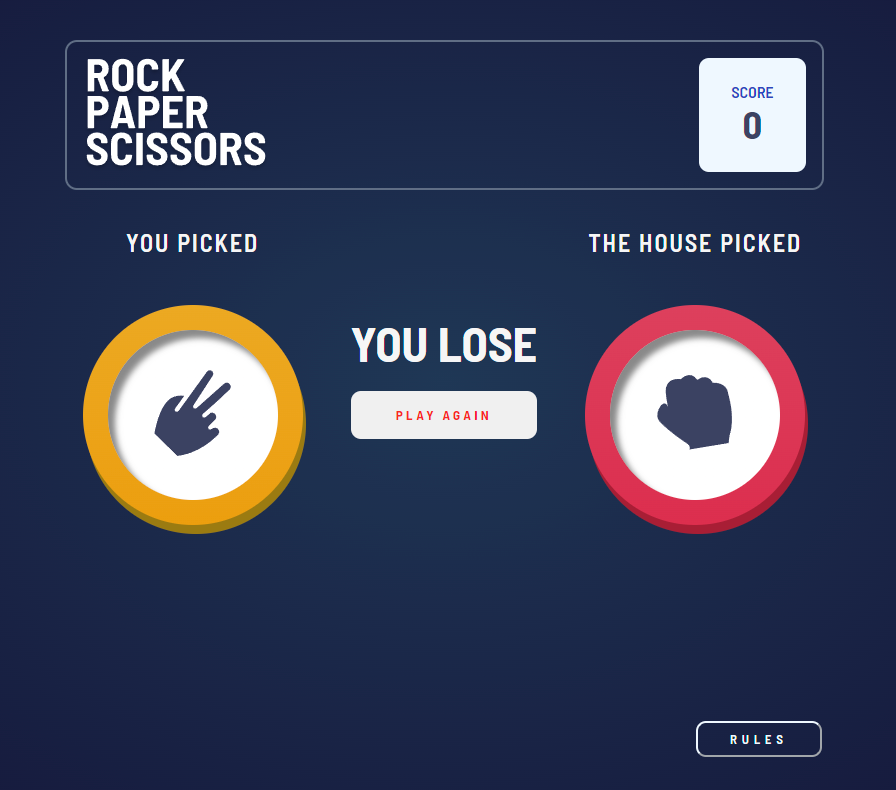 ROCK
PAPER
SCISSORS
SCORE
0
YOU PICKED
THE HOUSE PICKED
YOU LOSE
PLAY AGAIN
RULES